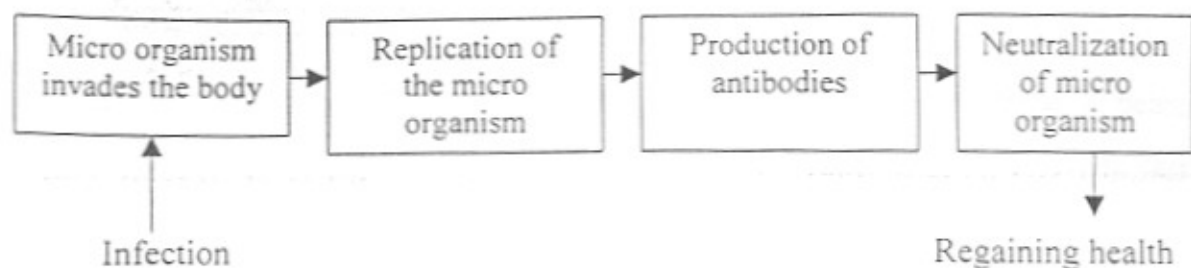 Micro organism
invades the body
Replication of
the micro
organism
Production of
antibodies
Neutralization
of micro
organism
Infection
Regaining health